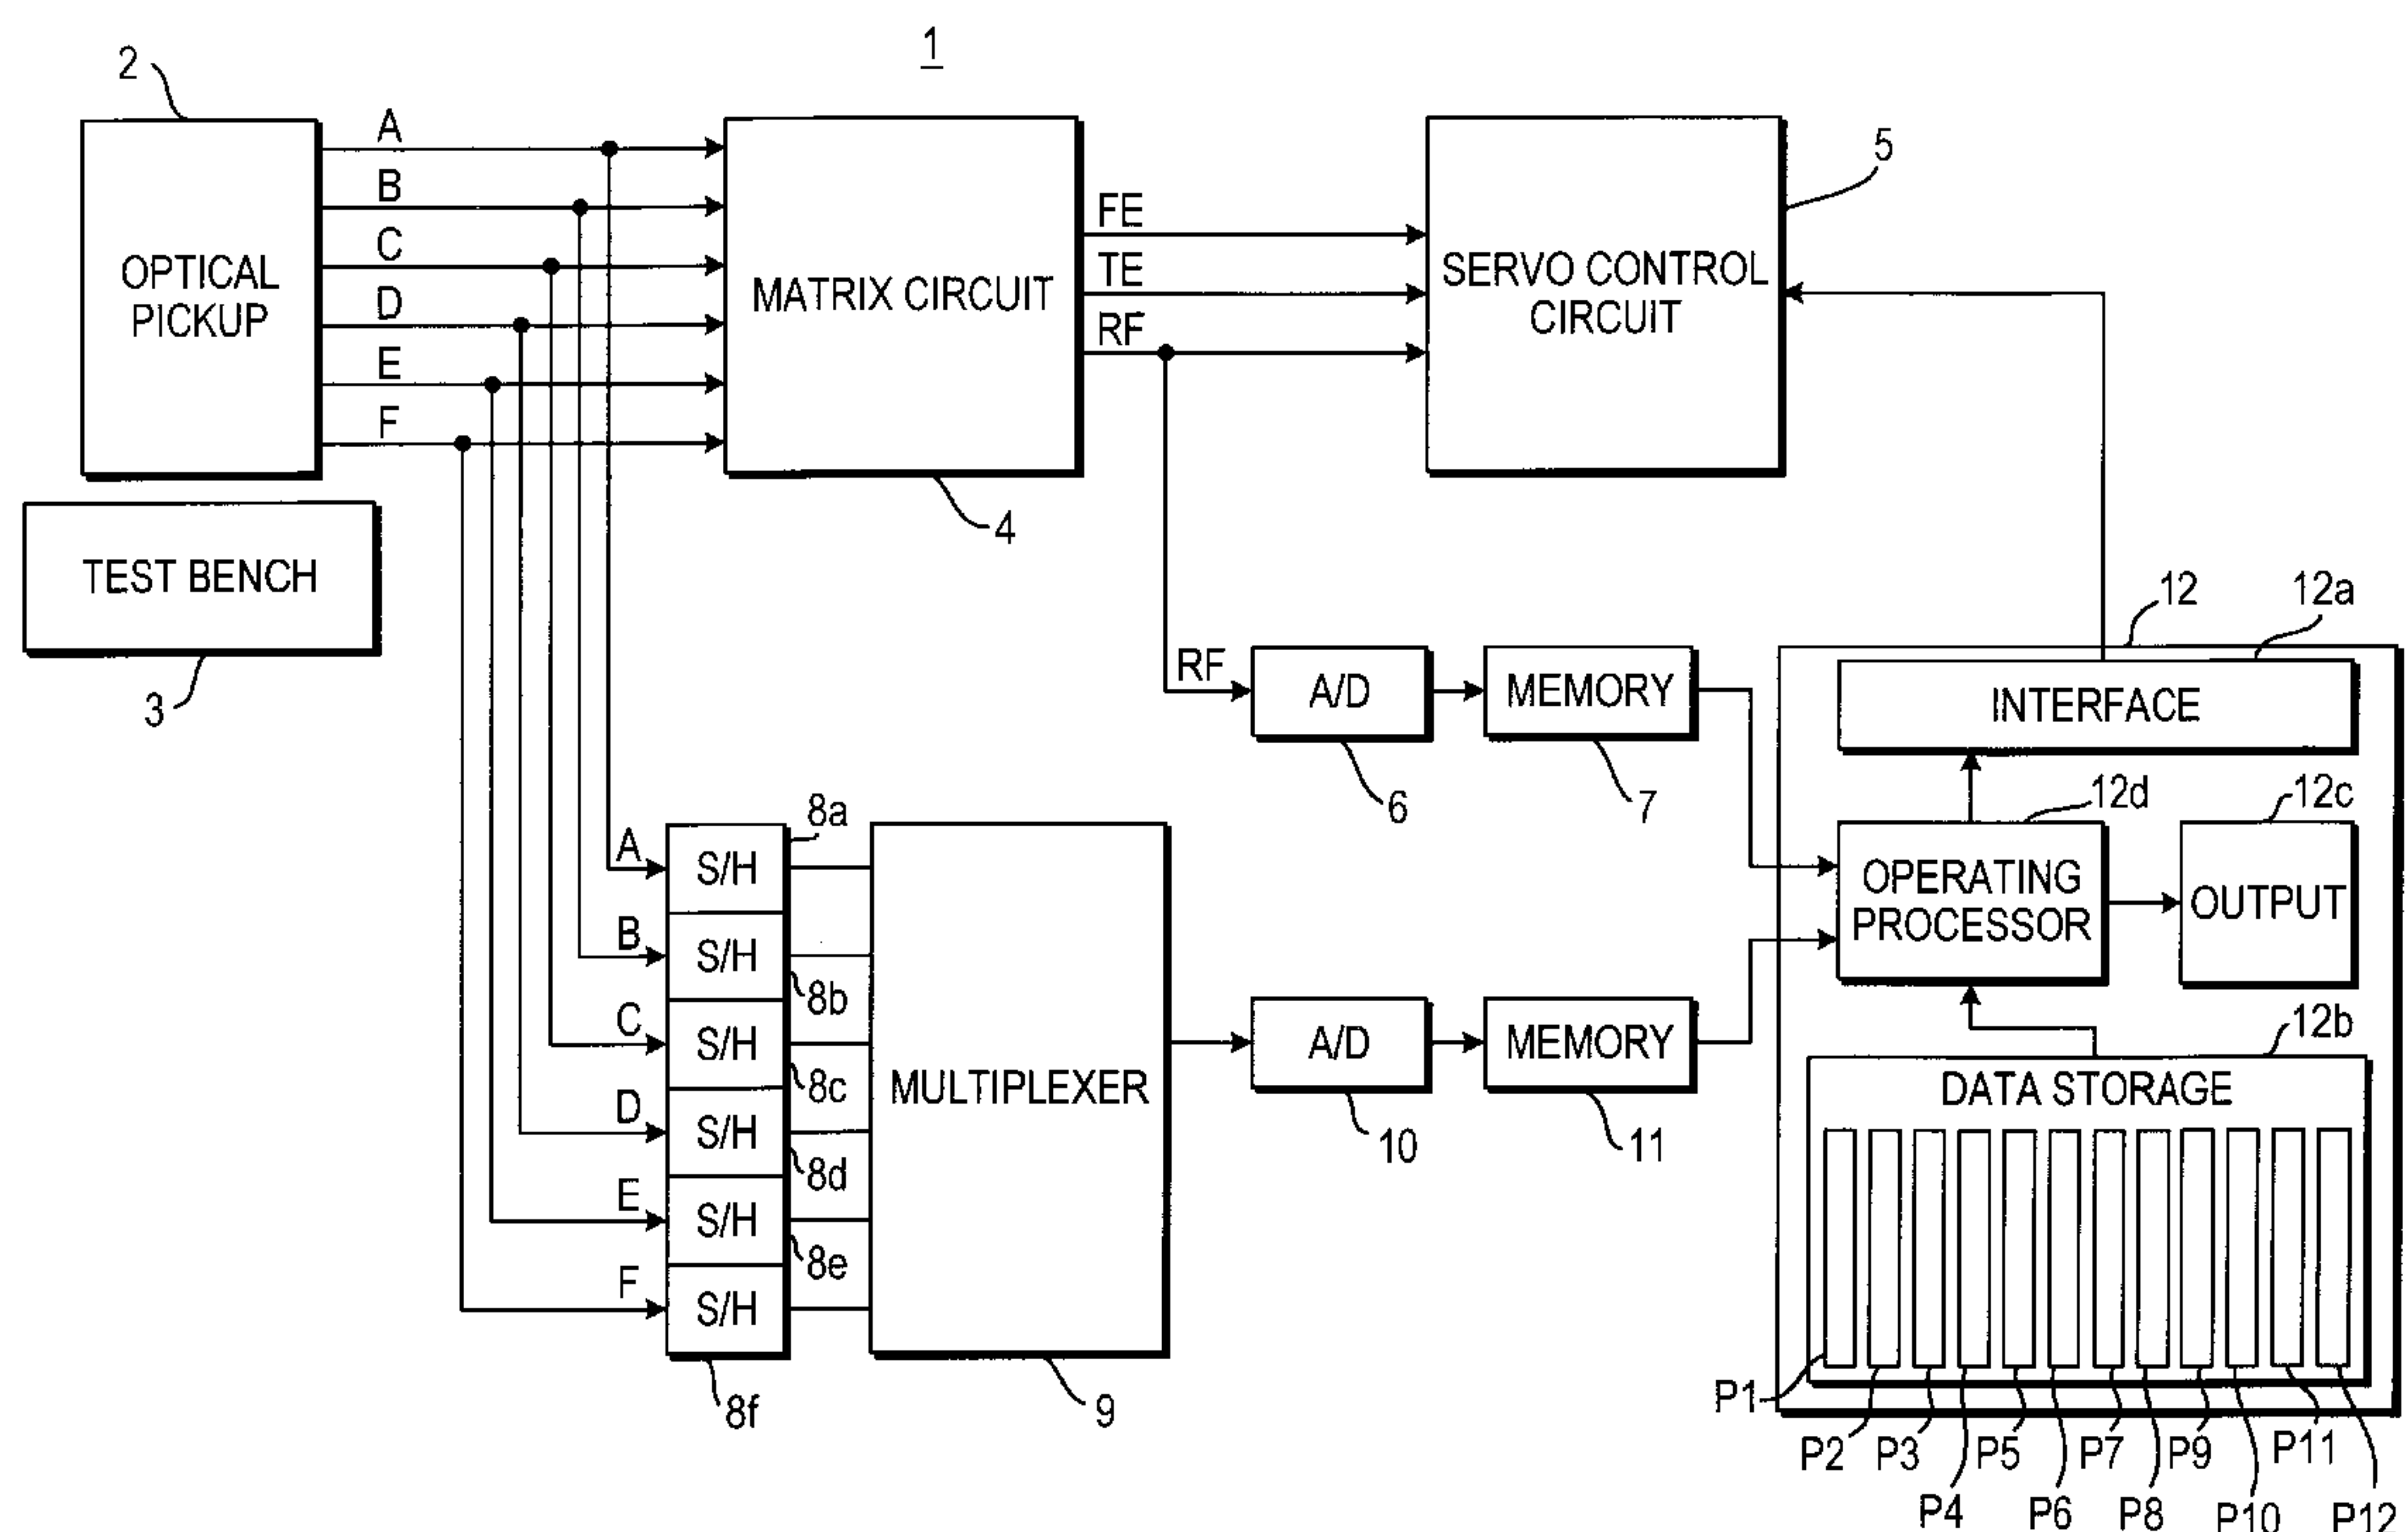 1
2
A
B
C
D
E
F
OPTICAL
PICKUP
MATRIX CIRCUIT
4
FE
TE
RF
SERVO CONTROL
CIRCUIT
5
TEST BENCH
3
RF
A/D
6
MEMORY
7
12
12a
INTERFACE
12d
OPERATING
PROCESSOR
12c
OUTPUT
12b
DATA STORAGE
A
S/H
8a
B
S/H
8b
C
S/H
8c
D
S/H
8d
E
S/H
8e
F
S/H
8f
MULTIPLEXER
9
A/D
10
MEMORY
11
P1
P2
P3
P4
P5
P6
P7
P8
P9
P10
P11
P12